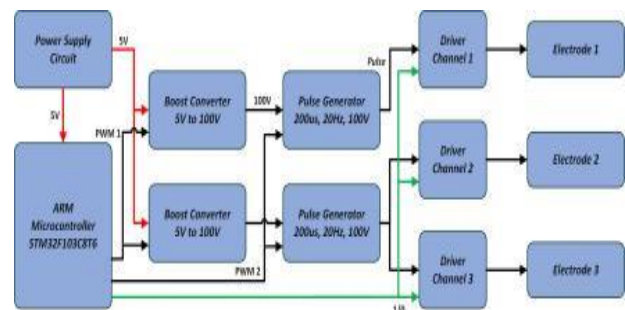 Power Supply
Circuit
5V
5V
Boost Converter
5V to 100V
100V
Pulse Generator
200us, 20Hz, 100V
Pulse
Driver
Channel 1
Electrode 1
PWM 1
ARM
Microcontroller
STM32F103C8T6
Boost Converter
5V to 100V
Pulse Generator
200us, 20Hz, 100V
Driver
Channel 2
Electrode 2
PWM 2
Driver
Channel 3
Electrode 3